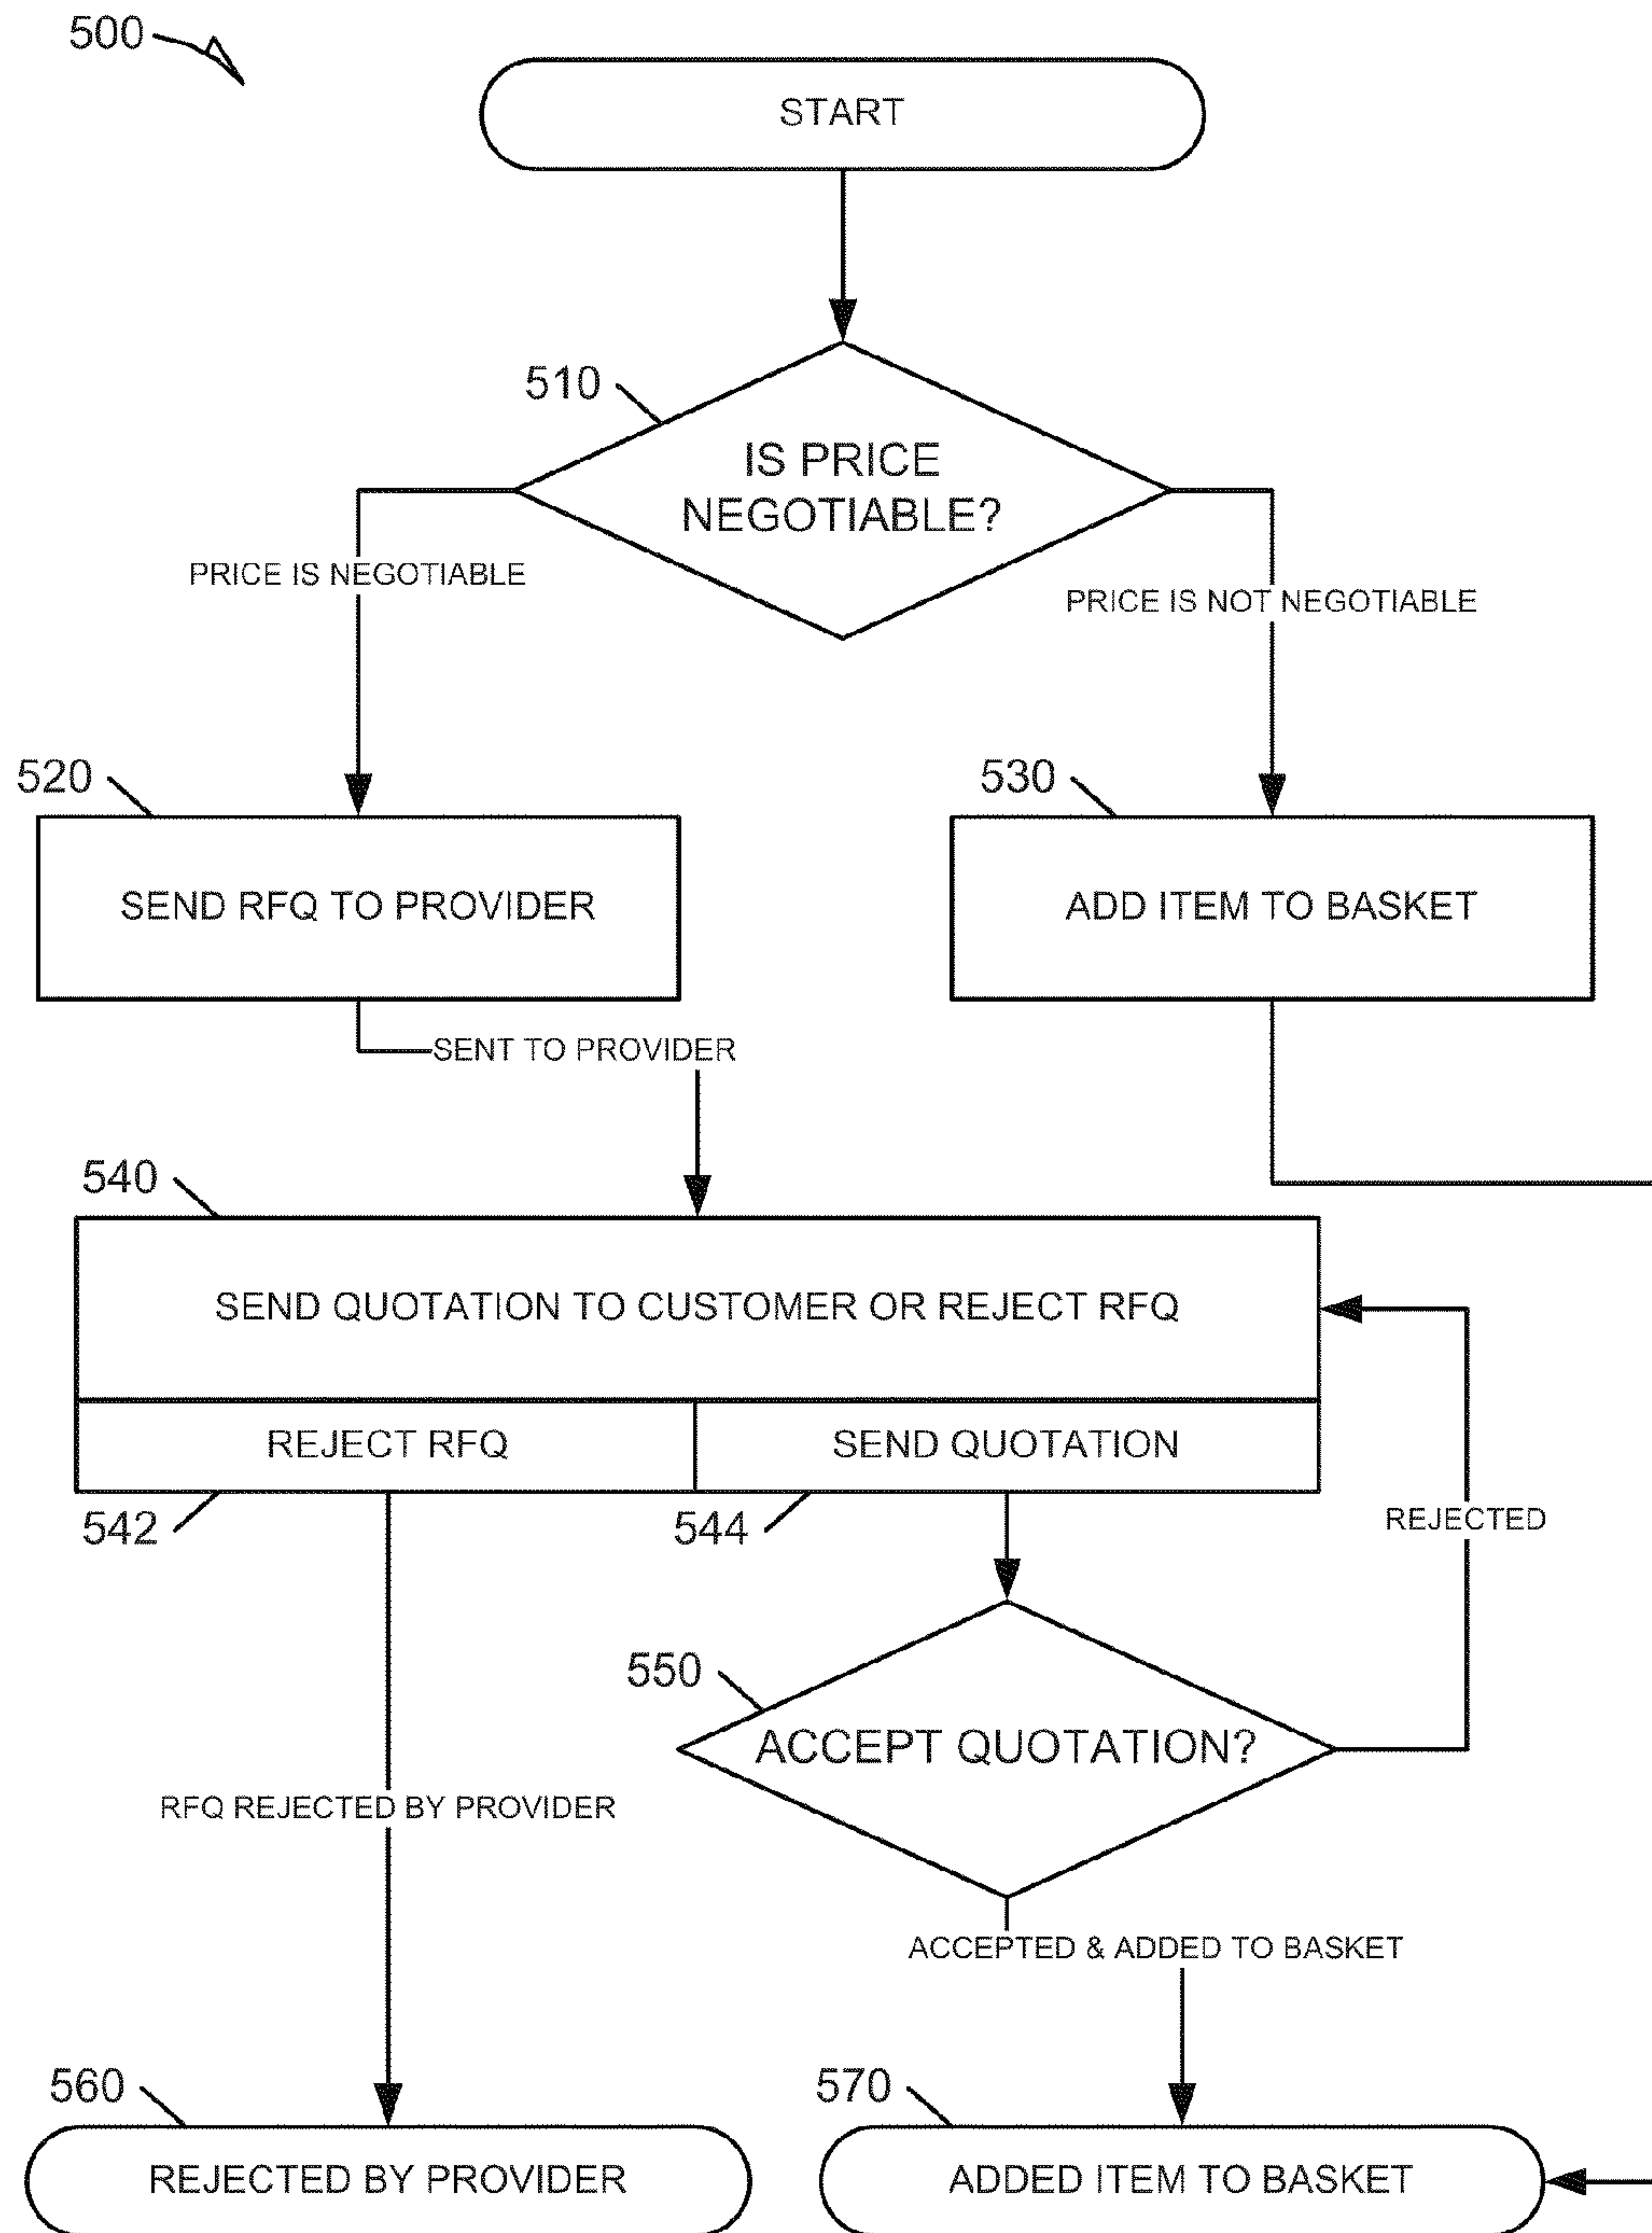 500
START
510
IS PRICE
NEGOTIABLE?
PRICE IS NEGOTIABLE
PRICE IS NOT NEGOTIABLE
520
530
SEND RFQ TO PROVIDER
ADD ITEM TO BASKET
SENT TO PROVIDER
540
SEND QUOTATION TO CUSTOMER OR REJECT RFQ
REJECT RFQ
SEND QUOTATION
542
544
REJECTED
550
ACCEPT QUOTATION?
RFQ REJECTED BY PROVIDER
ACCEPTED & ADDED TO BASKET
560
570
REJECTED BY PROVIDER
ADDED ITEM TO BASKET